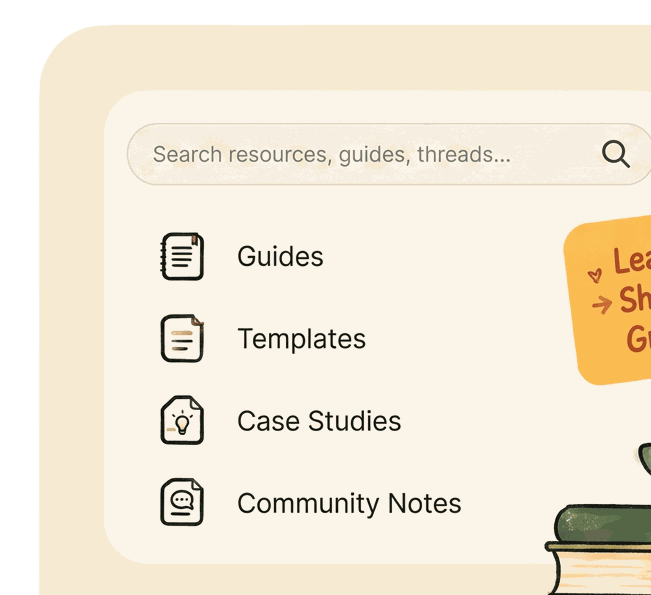 Search resources, guides, threads...
Guides
Templates
Case Studies
Community Notes